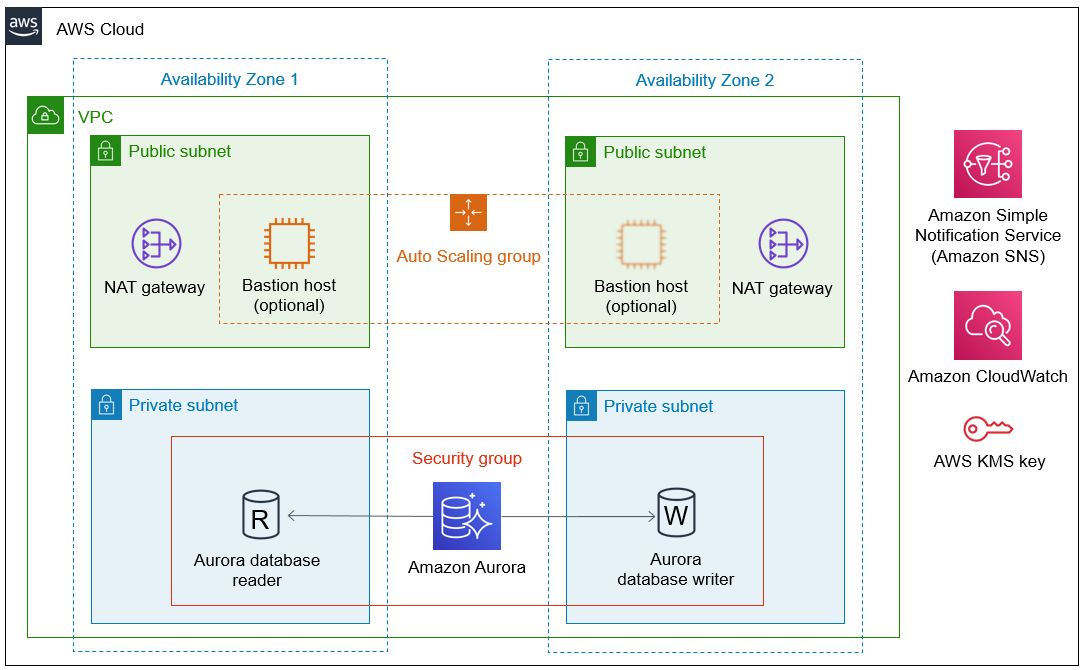 aws
AWS Cloud
Availability Zone 1
Availability Zone 2
VPC
Public subnet
Public subnet
NAT gateway
Bastion host
(optional)
Auto Scaling group
Bastion host
(optional)
NAT gateway
Private subnet
Private subnet
Security group
R
Aurora database
reader
Amazon Aurora
W
Aurora
database writer
Amazon Simple
Notification Service
(Amazon SNS)
Amazon CloudWatch
AWS KMS key